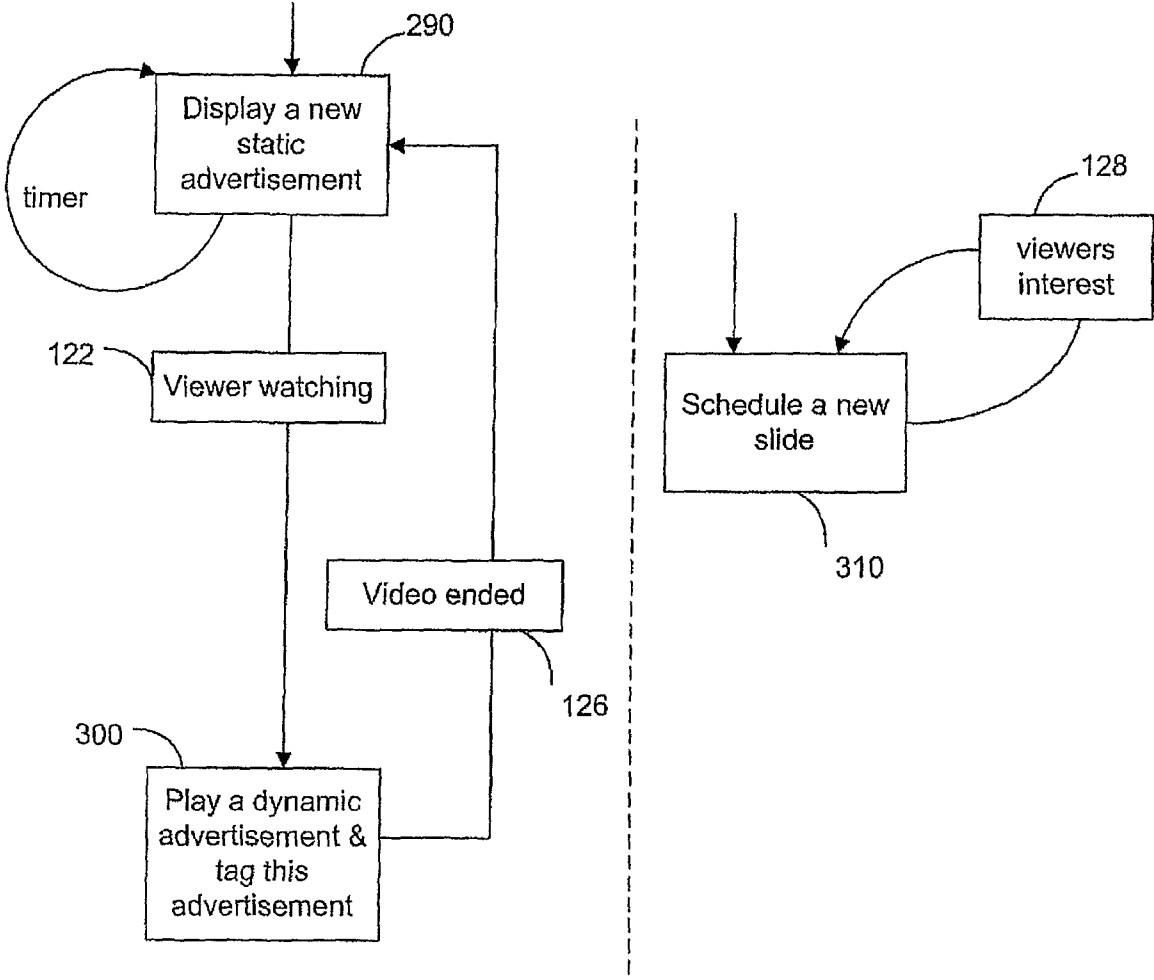 290
Display a new
static
advertisement
timer
122
Viewer watching
Video ended
126
300
Play a dynamic
advertisement &
tag this
advertisement
128
viewers
interest
Schedule a new
slide
310